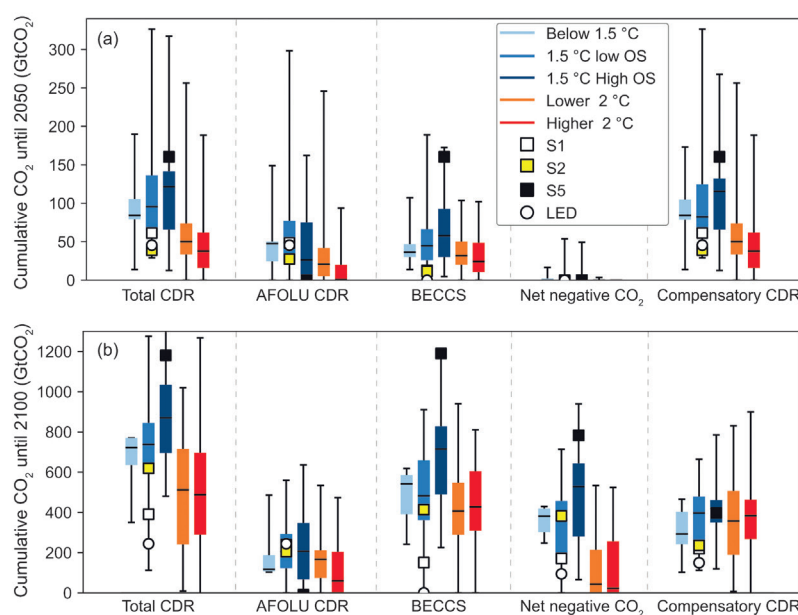 (a)
Cumulative CO2 until 2050 (GtCO2)
300
250
200
150
100
50
0
Below 1.5 °C
1.5 °C low OS
1.5 °C High OS
Lower 2 °C
Higher 2 °C
S1
S2
S5
LED
Total CDR AFOLU CDR BECCS Net negative CO2 Compensatory CDR
(b)
Cumulative CO2 until 2100 (GtCO2)
1200
1000
800
600
400
200
0
Total CDR AFOLU CDR BECCS Net negative CO2 Compensatory CDR